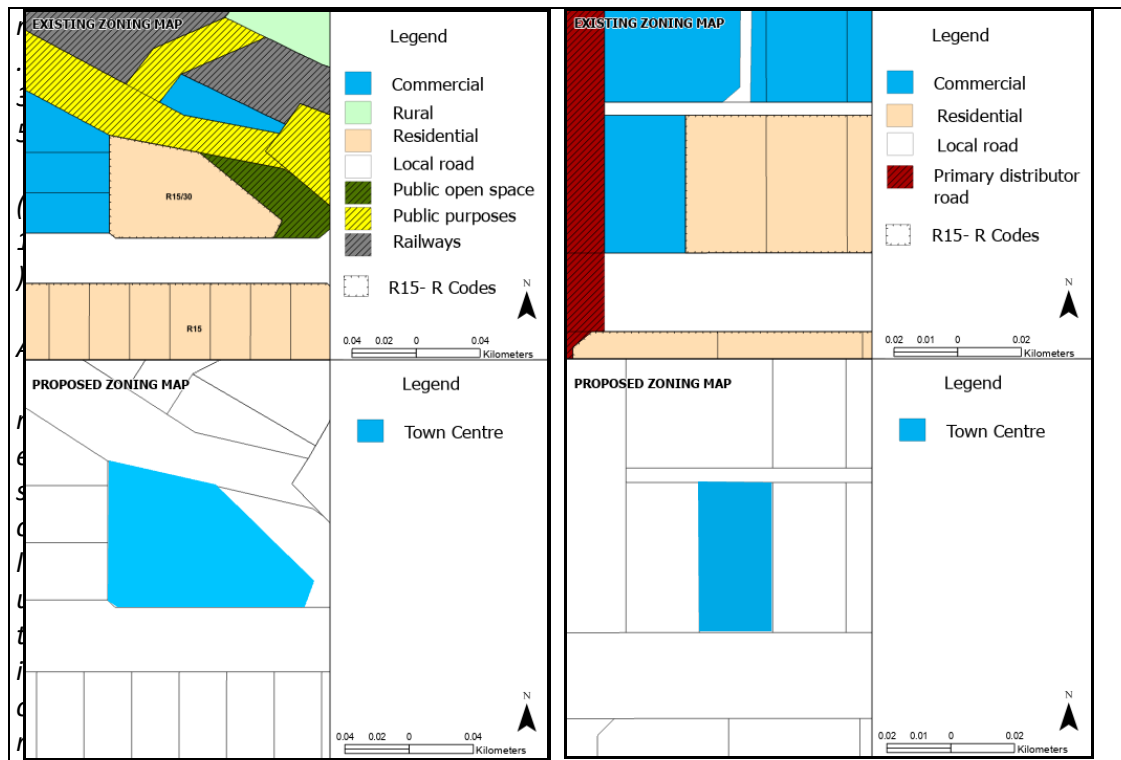 r.35(1) A resolution
EXISTING ZONING MAP
Legend
Commercial
Rural
Residential
Local road
Public open space
Public purposes
Railways
R15- R Codes
R15/30
R15
N
0.04 0.02 0 0.04
Kilometers
EXISTING ZONING MAP
Legend
Commercial
Residential
Local road
Primary distributor
road
R15- R Codes
N
0.02 0.01 0 0.02
Kilometers
PROPOSED ZONING MAP
Legend
Town Centre
N
0.04 0.02 0 0.04
Kilometers
PROPOSED ZONING MAP
Legend
Town Centre
N
0.02 0.01 0 0.02
Kilometers